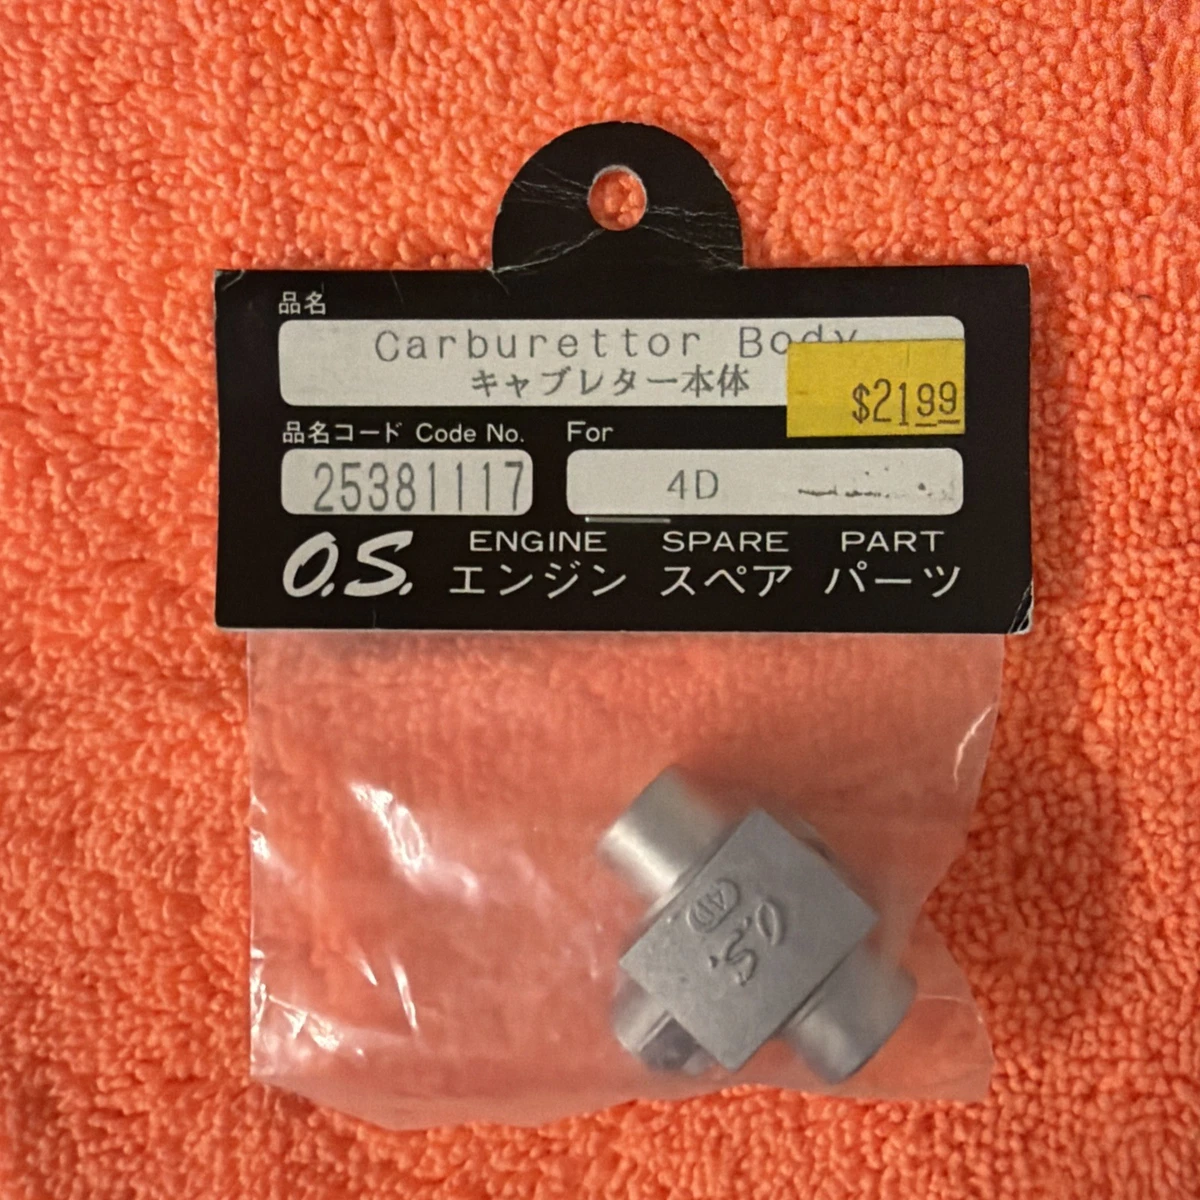 品名
Carburettor Body
キャブレター本体
$21.99
品名コード Code No. For
25381117 4D
O.S. ENGINE SPARE PART
エンジン スペア パーツ
O.S.
4D